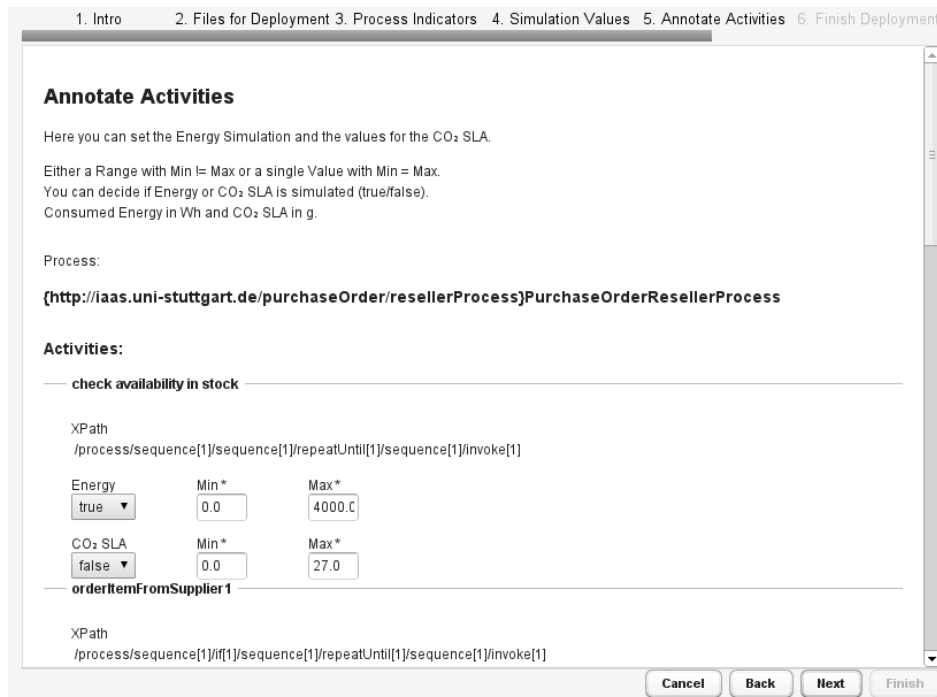 1. Intro 2. Files for Deployment 3. Process Indicators 4. Simulation Values 5. Annotate Activities 6. Finish Deployment
Annotate Activities
Here you can set the Energy Simulation and the values for the CO₂ SLA.
Either a Range with Min != Max or a single Value with Min = Max.
You can decide if Energy or CO₂ SLA is simulated (true/false).
Consumed Energy in Wh and CO₂ SLA in g.
Process:
{http://iaas.uni-stuttgart.de/purchaseOrder/resellerProcess}PurchaseOrderResellerProcess
Activities:
check availability in stock
XPath
/process/sequence[1]/sequence[1]/repeatUntil[1]/sequence[1]/invoke[1]
Energy Min* Max*
true 0.0 4000.0
CO₂ SLA Min* Max*
false 0.0 27.0
orderItemFromSupplier1
XPath
/process/sequence[1]/if[1]/sequence[1]/repeatUntil[1]/sequence[1]/invoke[1]
Cancel Back Next Finish